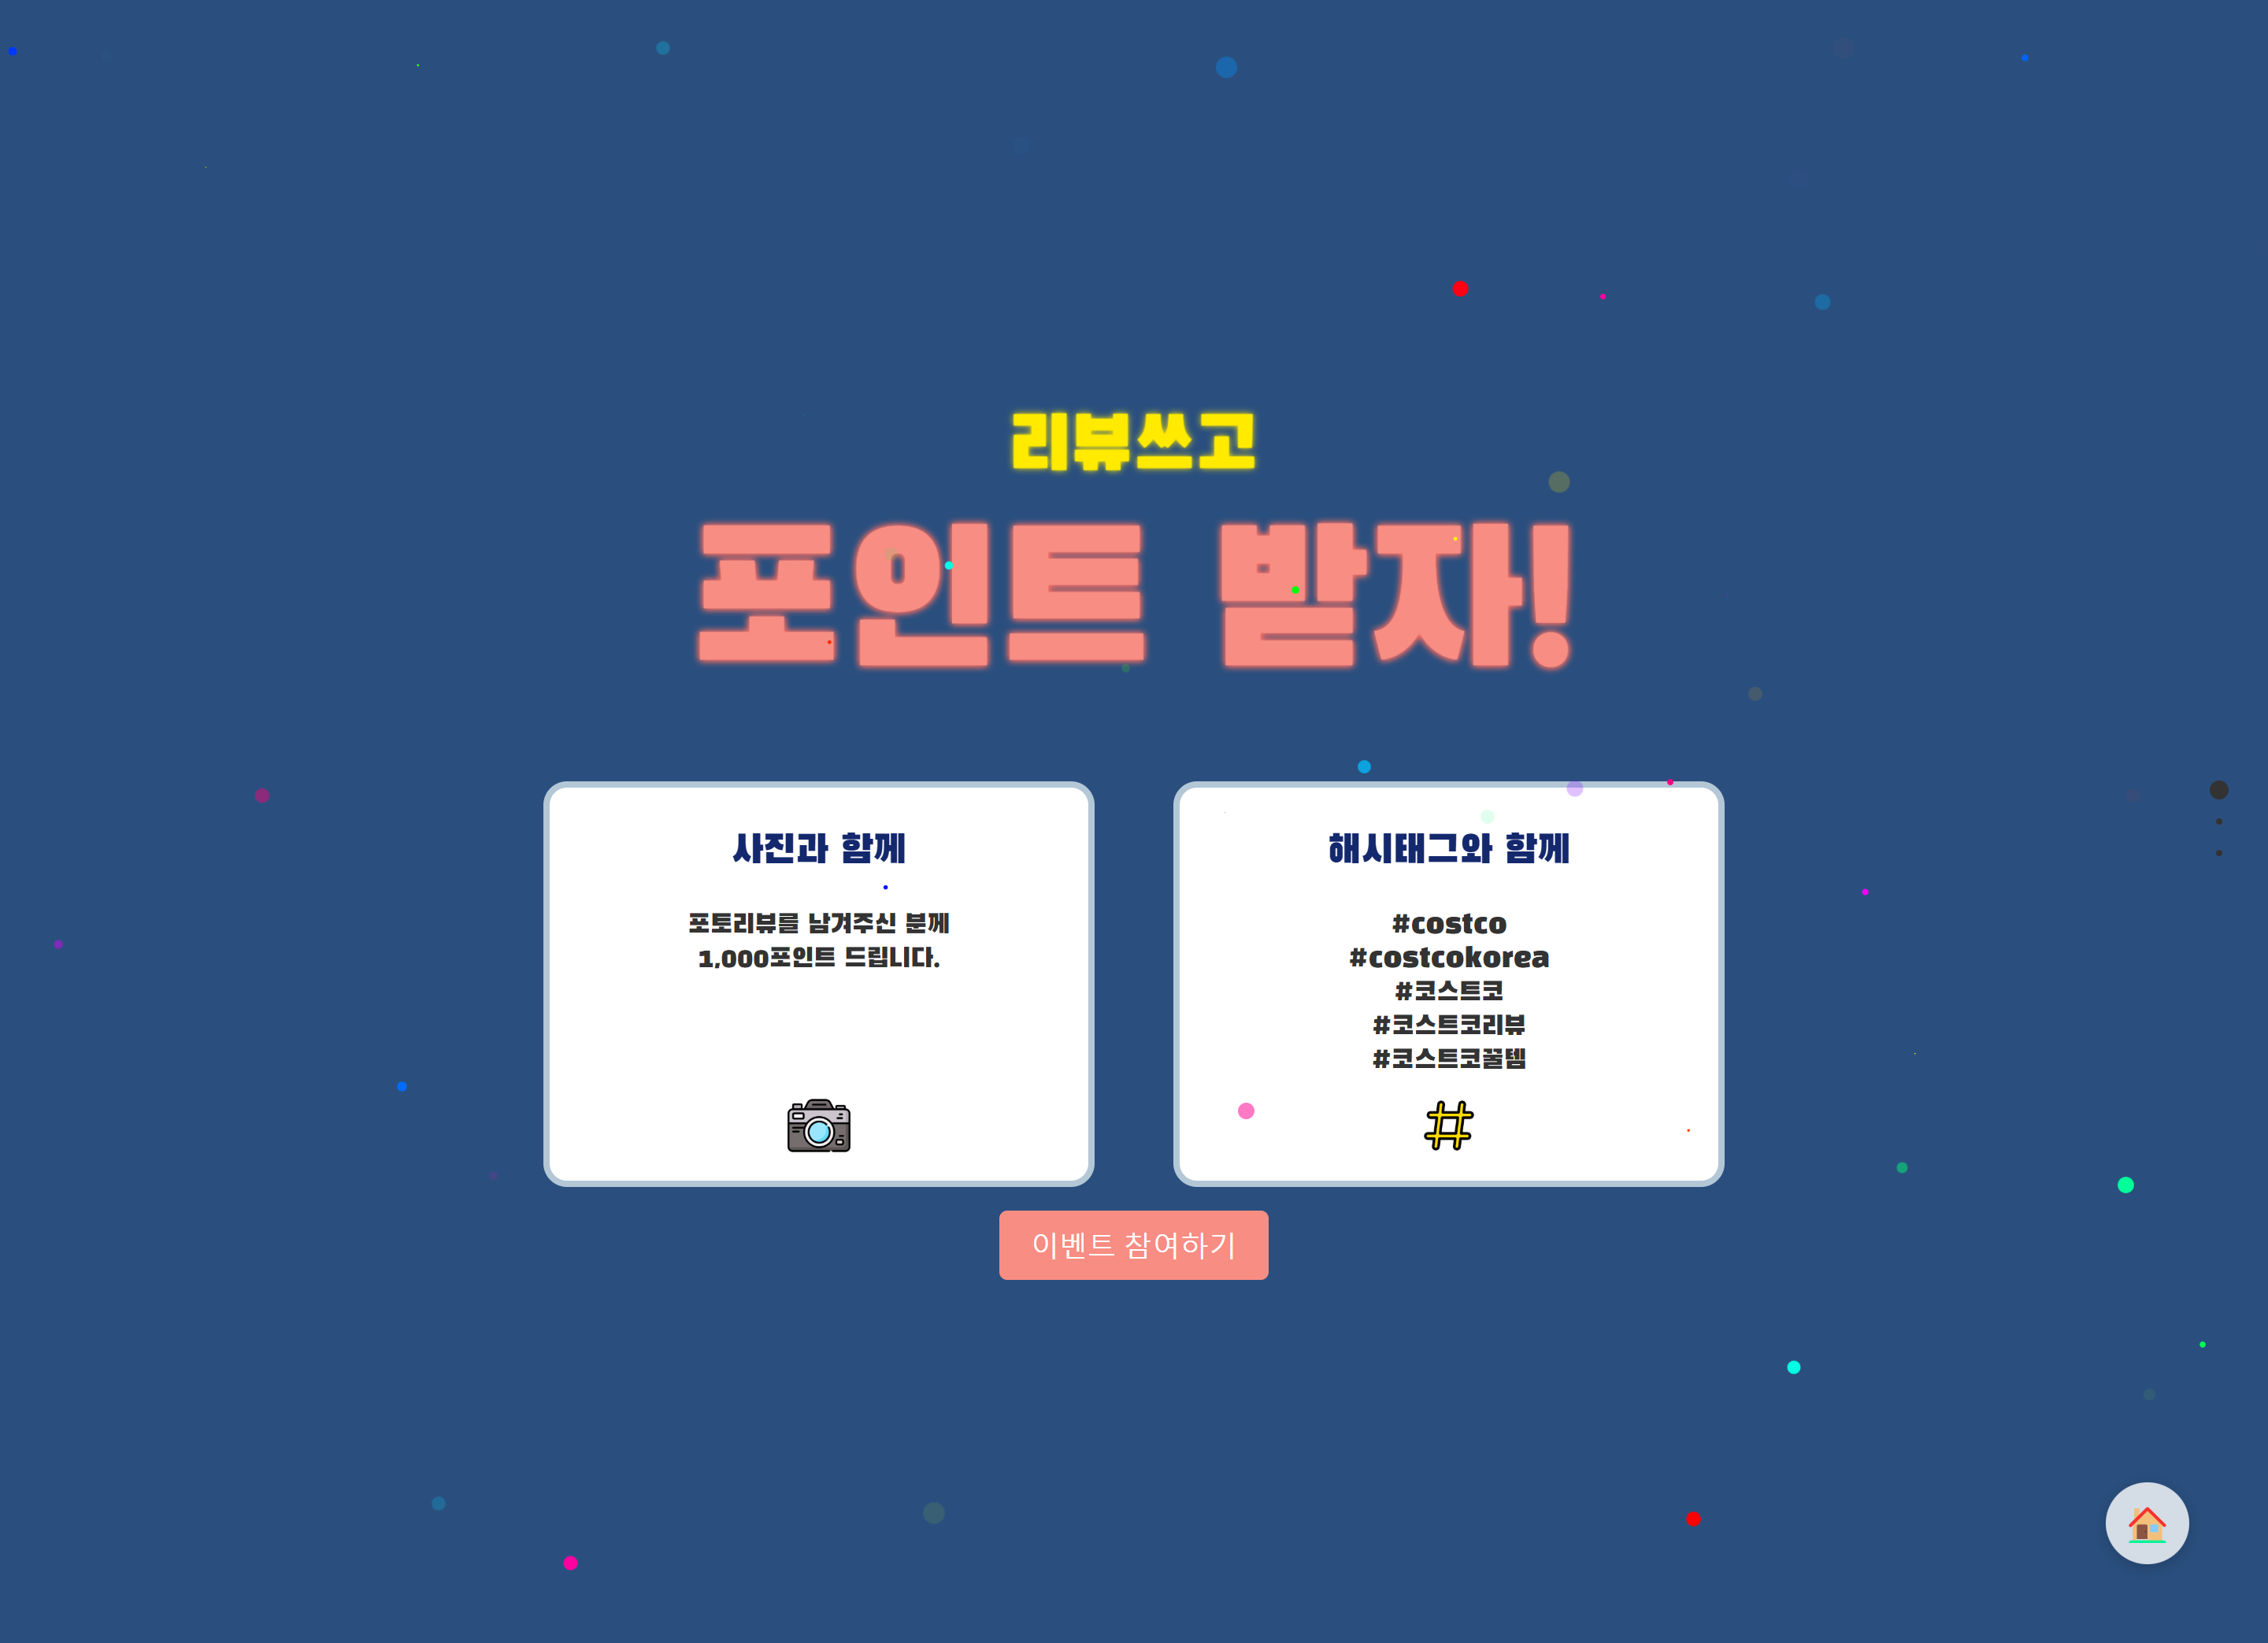 리뷰쓰고
포인트 받자!
사진과 함께
포토리뷰를 남겨주신 분께
1,000포인트 드립니다.
해시태그와 함께
#costco
#costcokorea
#코스트코
#코스트코리뷰
#코스트코꿀템
이벤트 참여하기